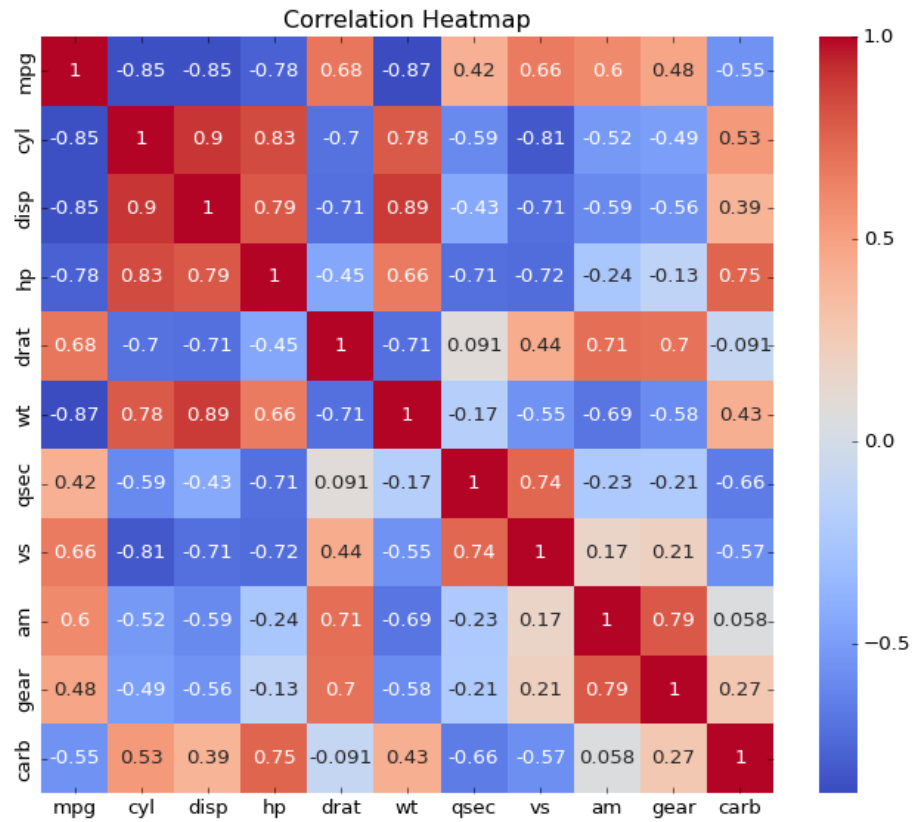 Correlation Heatmap
mpg 1 -0.85 -0.85 -0.78 0.68 -0.87 0.42 0.66 0.6 0.48 -0.55
cyl -0.85 1 0.9 0.83 -0.7 0.78 -0.59 -0.81 -0.52 -0.49 0.53
disp -0.85 0.9 1 0.79 -0.71 0.89 -0.43 -0.71 -0.59 -0.56 0.39
hp -0.78 0.83 0.79 1 -0.45 0.66 -0.71 -0.72 -0.24 -0.13 0.75
drat 0.68 -0.7 -0.71 -0.45 1 -0.71 0.091 0.44 0.71 0.7 -0.091
wt -0.87 0.78 0.89 0.66 -0.71 1 -0.17 -0.55 -0.69 -0.58 0.43
qsec 0.42 -0.59 -0.43 -0.71 0.091 -0.17 1 0.74 -0.23 -0.21 -0.66
vs 0.66 -0.81 -0.71 -0.72 0.44 -0.55 0.74 1 0.17 0.21 -0.57
am 0.6 -0.52 -0.59 -0.24 0.71 -0.69 -0.23 0.17 1 0.79 0.058
gear 0.48 -0.49 -0.56 -0.13 0.7 -0.58 -0.21 0.21 0.79 1 0.27
carb -0.55 0.53 0.39 0.75 -0.091 0.43 -0.66 -0.57 0.058 0.27 1
mpg cyl disp hp drat wt qsec vs am gear carb
1.0
0.5
0.0
−0.5